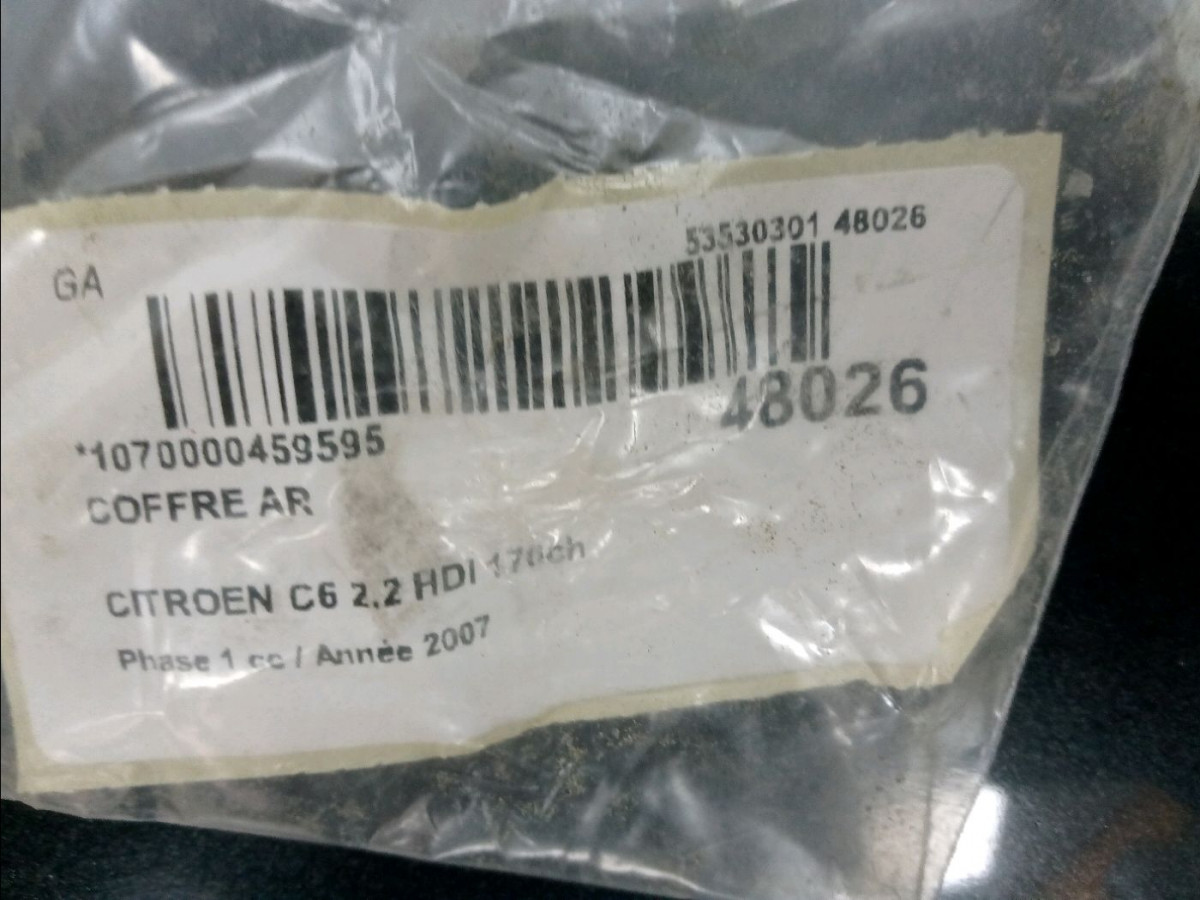 53530301 48026
GA
48026
*1070000459595
COFFRE AR
CITROEN C6 2.2 HDI 170ch
Phase 1 cc / Année 2007